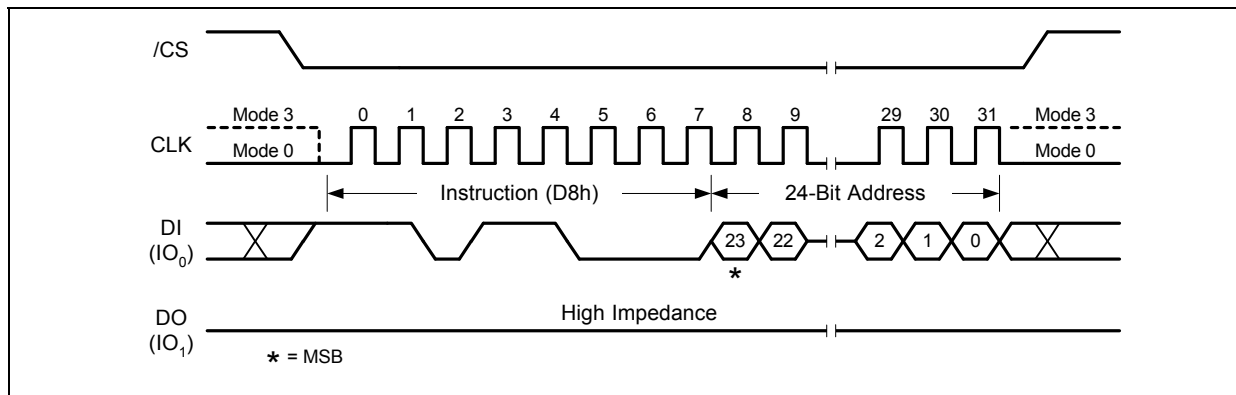 /CS
Mode 3 0 1 2 3 4 5 6 7 8 9 29 30 31 Mode 3
CLK
Mode 0 Mode 0
Instruction (D8h) 24-Bit Address
DI
(IO₀)
23 22 2 1 0
*
High Impedance
DO
(IO₁)
* = MSB